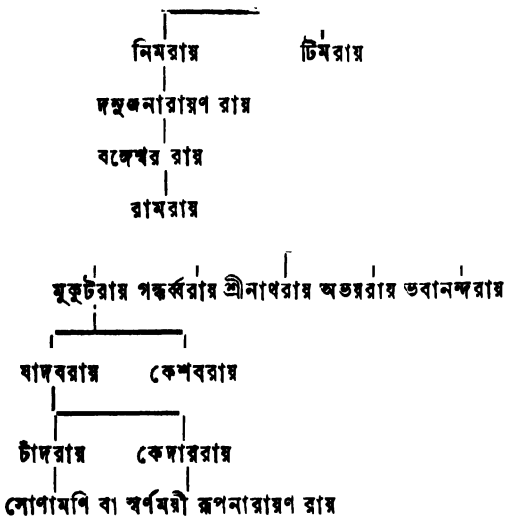 নিমরায় টিমরায়
দনুজনারায়ণ রায়
বঙ্গেশ্বর রায়
রামরায়
মুকুটরায় গন্ধর্ব্বরায় শ্রীনাথরায় অভয়রায় ভবানন্দরায়
যাদবরায় কেশবরায়
চাঁদরায় কেদাররায়
সোণামণি বা স্বর্ণময়ী রূপনারায়ণ রায়